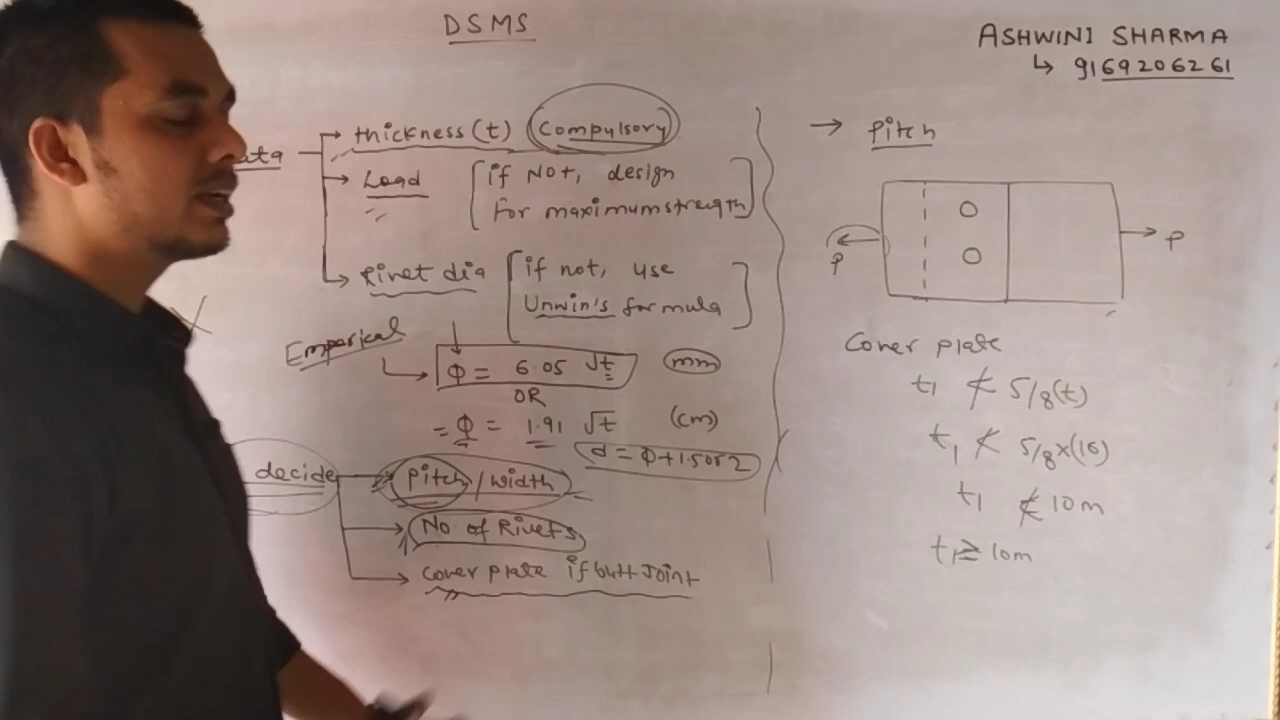 DSMS
ASHWINI SHARMA
↳ 9169206261
ata → thickness(t) (Compulsory)
→ Load [if Not, design
for maximum strength]
→ Rivet dia [if not, use
Unwin's formula]
Emparical
Φ = 6.05 √t (mm)
OR
= Φ = 1.91 √t (cm)
d = Φ+1.5 or 2
decide → Pitch / width
→ No. of Rivets
→ Cover plate if butt Joint
→ Pitch
P
P
Cover plate
t₁ ≮ 5/8(t)
t₁ ≮ 5/8×(16)
t₁ ≮ 10m
t₁ ≥ 10m